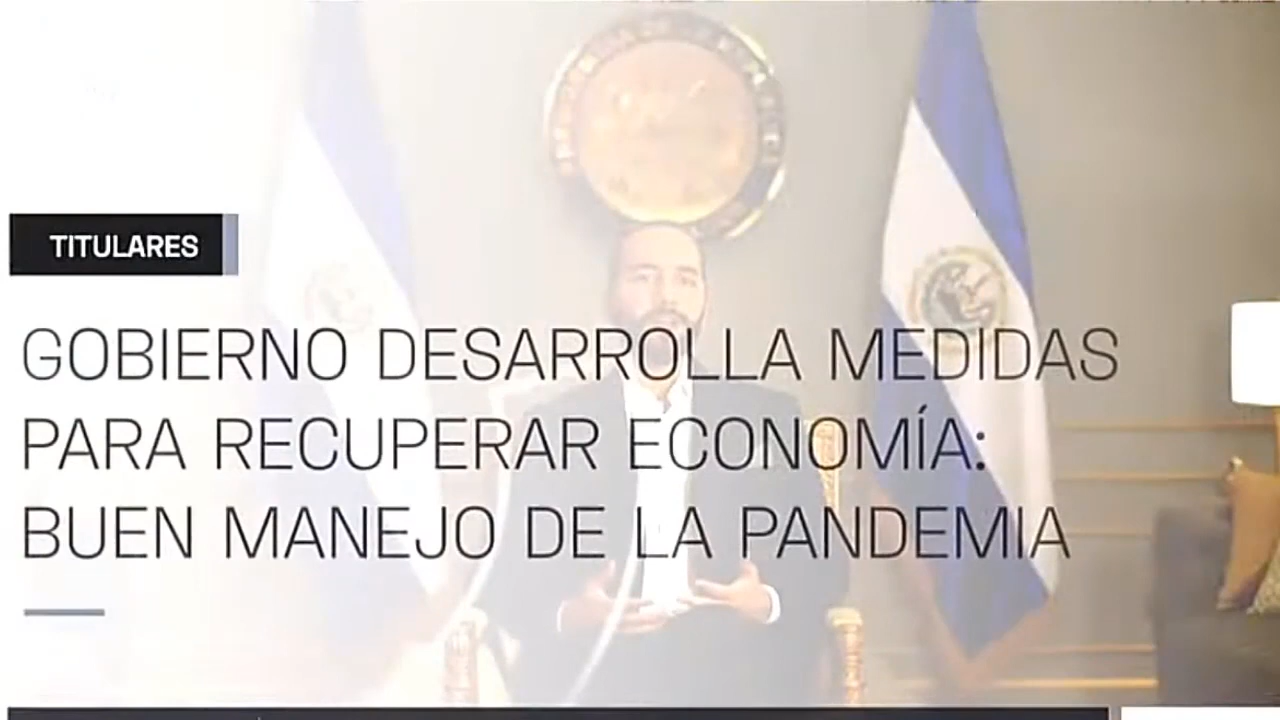 TITULARES
GOBIERNO DESARROLLA MEDIDAS
PARA RECUPERAR ECONOMÍA:
BUEN MANEJO DE LA PANDEMIA